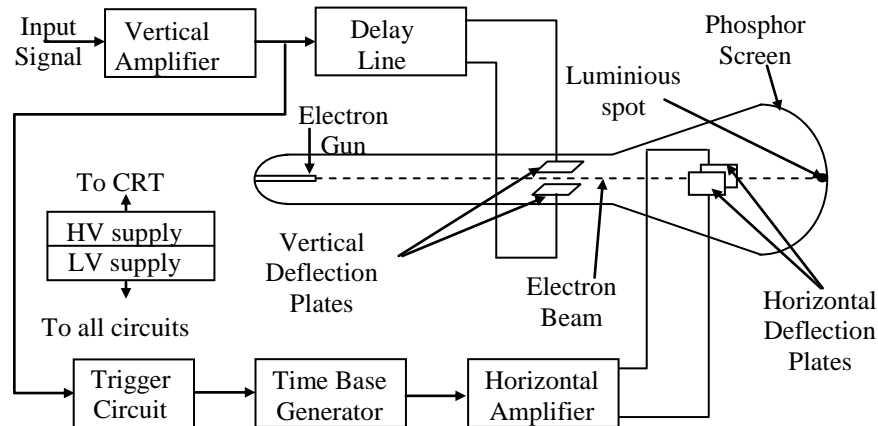 Input
Signal
Vertical
Amplifier
Delay
Line
Phosphor
Screen
Luminious
spot
Electron
Gun
To CRT
HV supply
LV supply
To all circuits
Vertical
Deflection
Plates
Electron
Beam
Horizontal
Deflection
Plates
Trigger
Circuit
Time Base
Generator
Horizontal
Amplifier